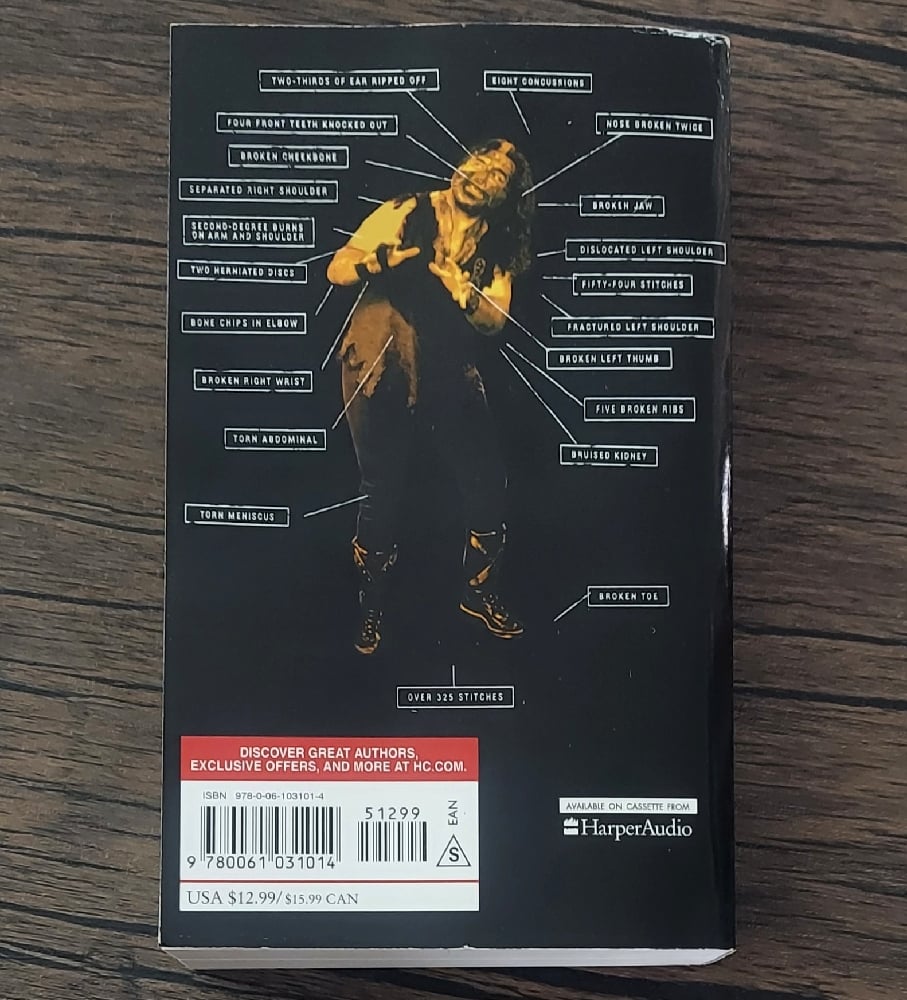 TWO-THIRDS OF EAR RIPPED OFF
EIGHT CONCUSSIONS
FOUR FRONT TEETH KNOCKED OUT
NOSE BROKEN TWICE
BROKEN CHEEKBONE
SEPARATED RIGHT SHOULDER
BROKEN JAW
SECOND-DEGREE BURNS
ON ARM AND SHOULDER
DISLOCATED LEFT SHOULDER
TWO HERNIATED DISCS
FIFTY-FOUR STITCHES
BONE CHIPS IN ELBOW
FRACTURED LEFT SHOULDER
BROKEN LEFT THUMB
BROKEN RIGHT WRIST
FIVE BROKEN RIBS
TORN ABDOMINAL
BRUISED KIDNEY
TORN MENISCUS
BROKEN TOE
OVER 325 STITCHES
DISCOVER GREAT AUTHORS,
EXCLUSIVE OFFERS, AND MORE AT HC.COM.
ISBN 978-0-06-103101-4
51299
EAN
S
9 780061 031014
USA $12.99/$15.99 CAN
AVAILABLE ON CASSETTE FROM
HarperAudio